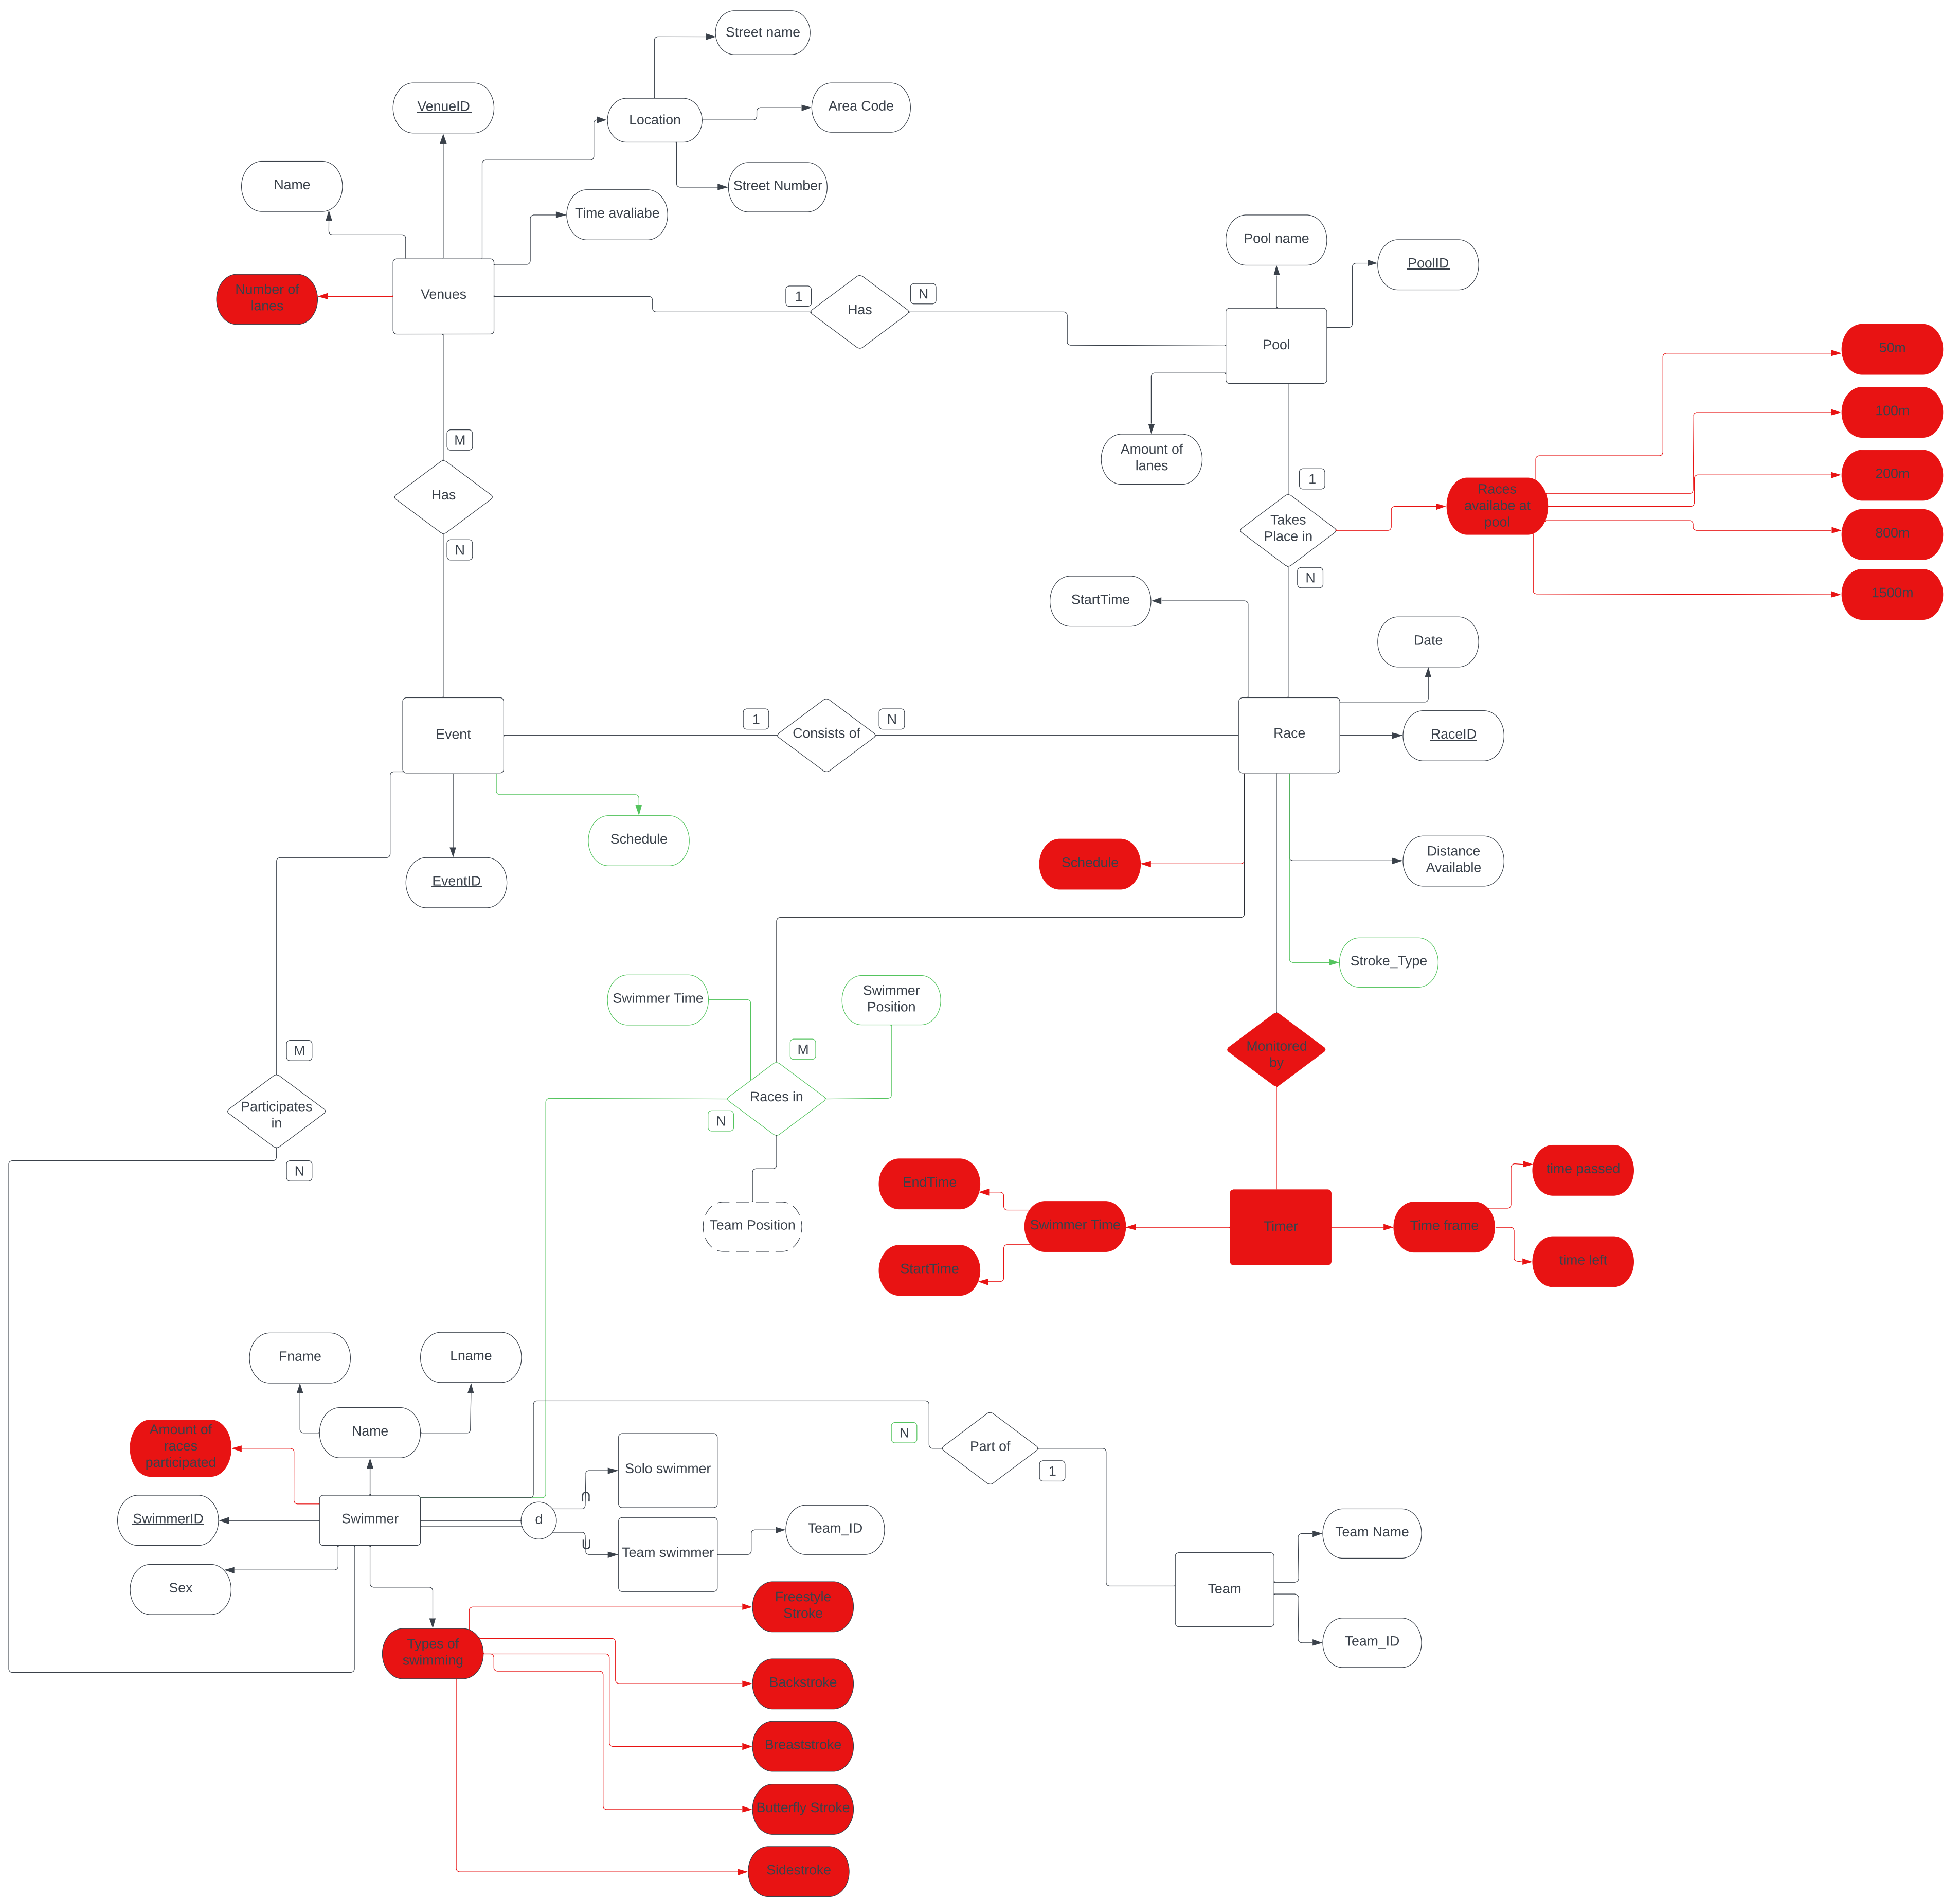 Street name
VenueID
Location
Area Code
Name
Street Number
Time avaliabe
Number of
lanes
Venues
1
Has
N
Pool name
PoolID
Pool
Amount of
lanes
50m
100m
200m
800m
1500m
M
Has
N
1
Takes
Place in
N
Races
availabe at
pool
StartTime
Date
Event
1
Consists of
N
Race
RaceID
Schedule
EventID
Schedule
Distance
Available
Stroke_Type
Swimmer Time
Swimmer
Position
M
Races in
N
Team Position
Monitored
by
M
Participates
in
N
EndTime
StartTime
Swimmer Time
Timer
Time frame
time passed
time left
Fname
Lname
Name
Amount of
races
participated
SwimmerID
Swimmer
Sex
d
∩
∪
Solo swimmer
Team swimmer
Team_ID
N
Part of
1
Team
Team Name
Team_ID
Types of
swimming
Freestyle
Stroke
Backstroke
Breaststroke
Butterfly Stroke
Sidestroke